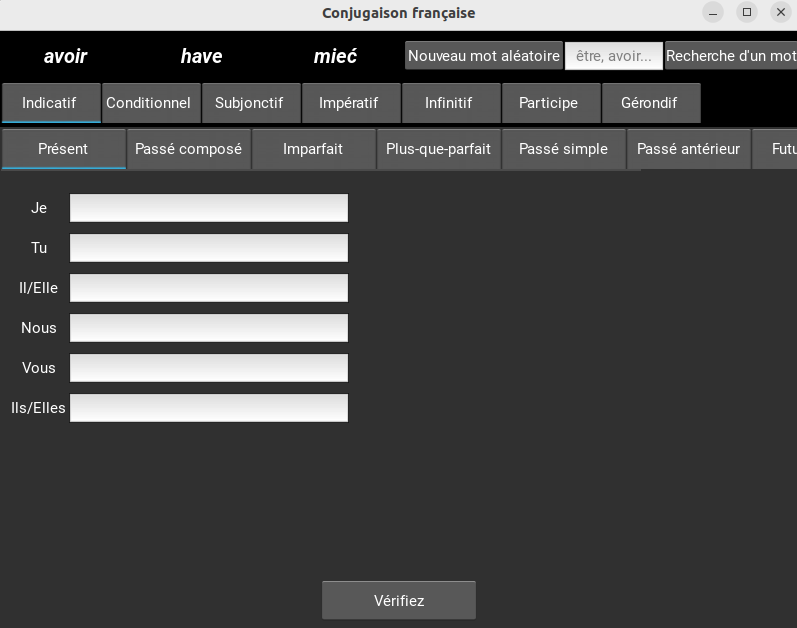 Conjugaison française
avoir have mieć Nouveau mot aléatoire être, avoir... Recherche d'un mot
Indicatif Conditionnel Subjonctif Impératif Infinitif Participe Gérondif
Présent Passé composé Imparfait Plus-que-parfait Passé simple Passé antérieur Futu
Je
Tu
Il/Elle
Nous
Vous
Ils/Elles
Vérifiez